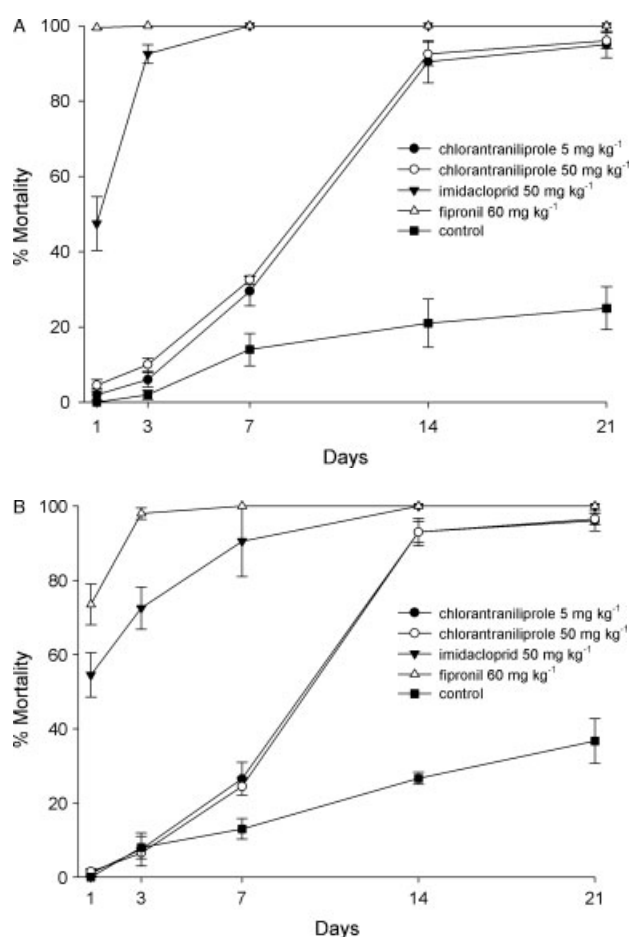 A
100
80
60
40
20
0
% Mortality
chlorantraniliprole 5 mg kg⁻¹
chlorantraniliprole 50 mg kg⁻¹
imidacloprid 50 mg kg⁻¹
fipronil 60 mg kg⁻¹
control
1 3 7 14 21
Days
B
100
80
60
40
20
0
% Mortality
chlorantraniliprole 5 mg kg⁻¹
chlorantraniliprole 50 mg kg⁻¹
imidacloprid 50 mg kg⁻¹
fipronil 60 mg kg⁻¹
control
1 3 7 14 21
Days